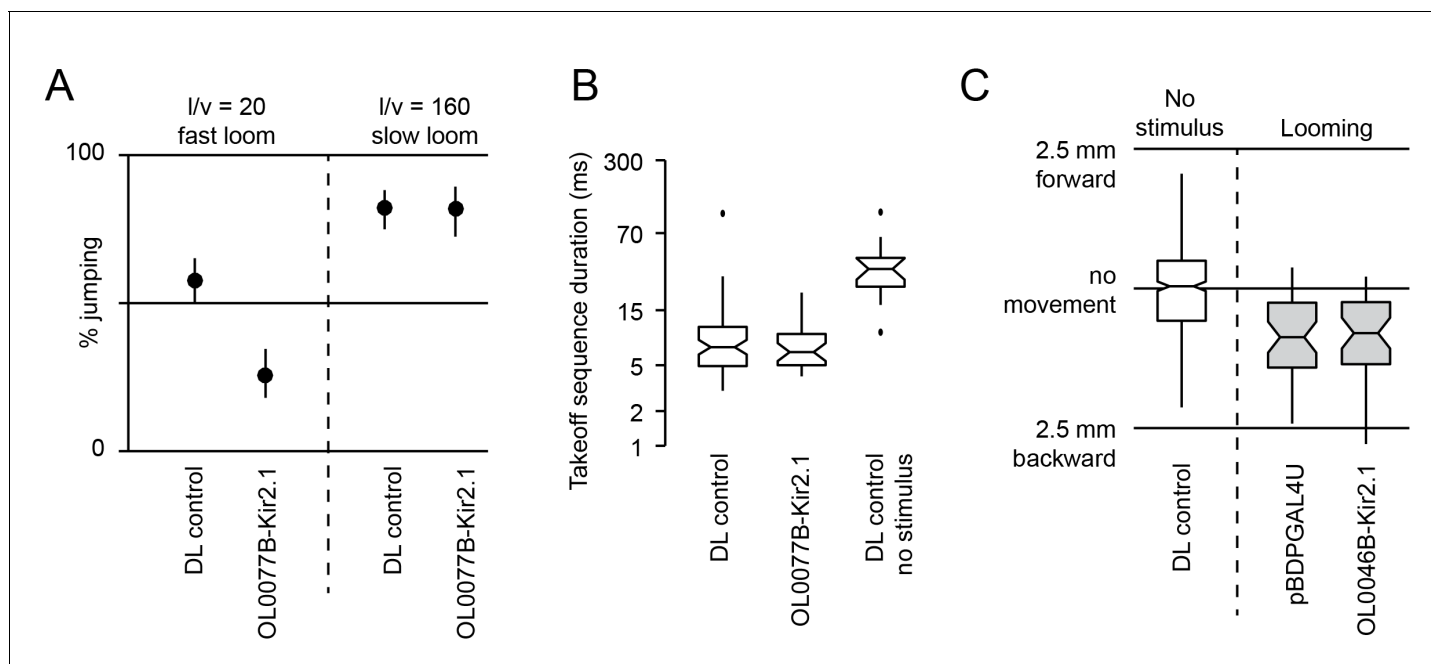 A
l/v = 20
fast loom
l/v = 160
slow loom
100
0
% jumping
DL control
OL0077B-Kir2.1
DL control
OL0077B-Kir2.1
B
Takeoff sequence duration (ms)
300
70
15
5
2
1
DL control
OL0077B-Kir2.1
DL control
no stimulus
C
No
stimulus
Looming
2.5 mm
forward
no
movement
2.5 mm
backward
DL control
pBDPGAL4U
OL0046B-Kir2.1